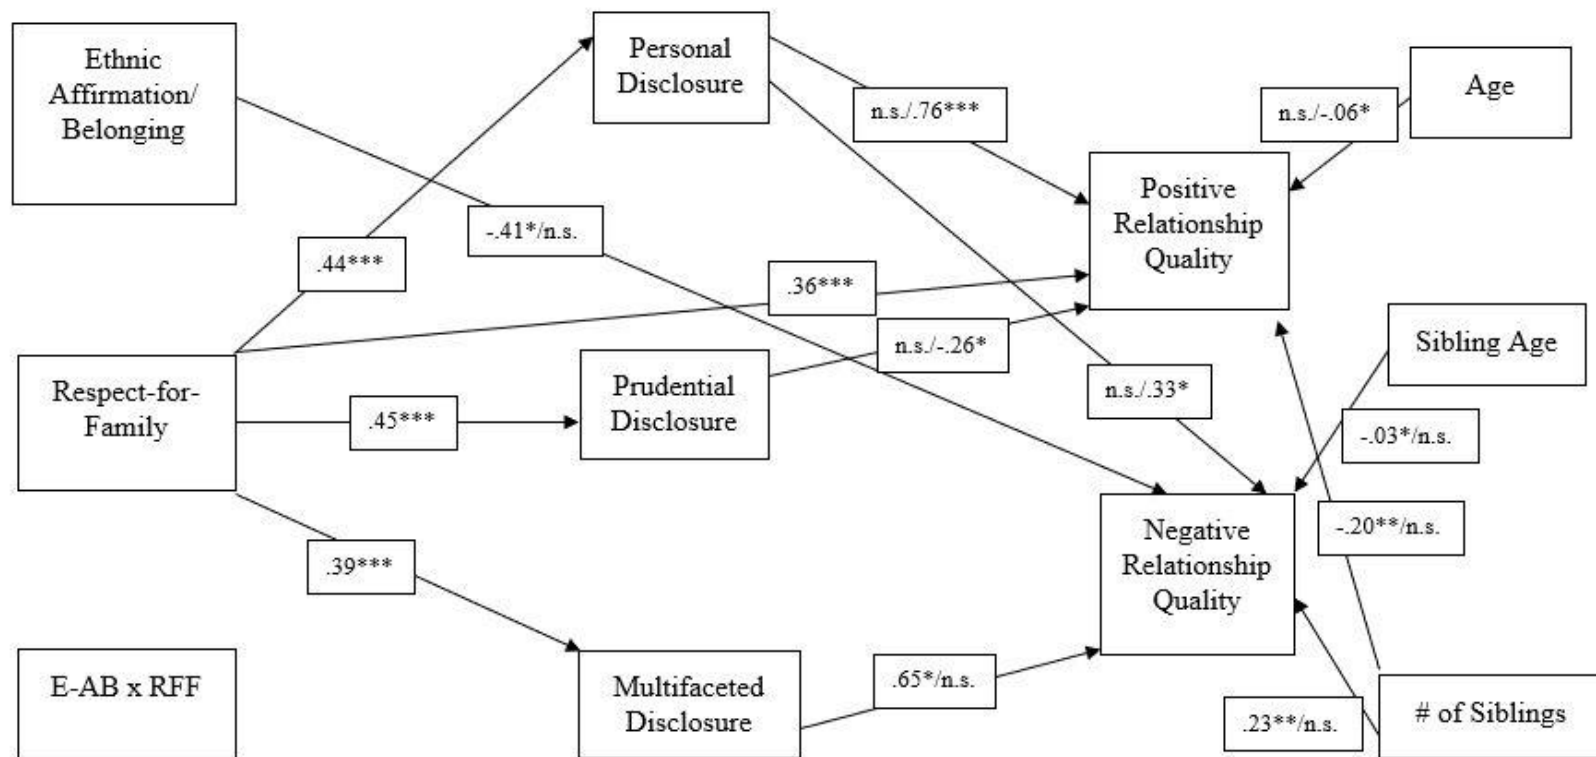 Ethnic
Affirmation/
Belonging
Personal
Disclosure
n.s./.76***
n.s./-.06*
Age
Positive
Relationship
Quality
-.41*/n.s.
.44***
.36***
n.s./-.26*
Sibling Age
Respect-for-
Family
.45***
Prudential
Disclosure
n.s./.33*
-.03*/n.s.
Negative
Relationship
Quality
-.20**/n.s.
.39***
E-AB x RFF
Multifaceted
Disclosure
.65*/n.s.
.23**/n.s.
# of Siblings